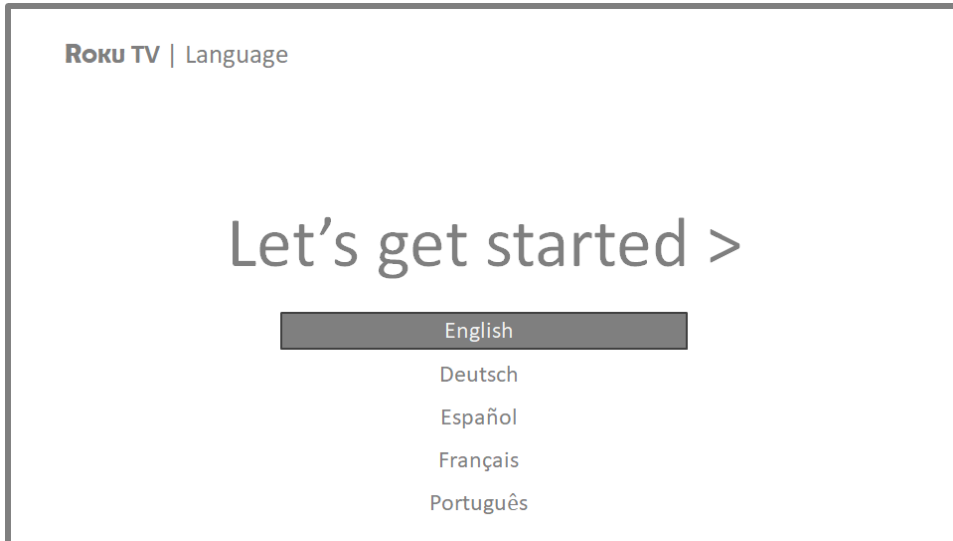 ROKU TV | Language
Let's get started >
English
Deutsch
Español
Français
Português